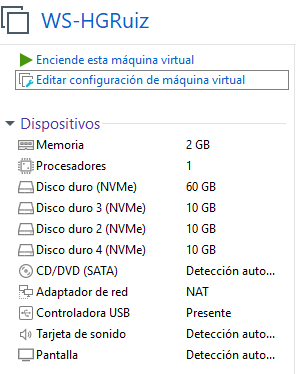 WS-HGRuiz
Enciende esta máquina virtual
Editar configuración de máquina virtual
Dispositivos
Memoria 2 GB
Procesadores 1
Disco duro (NVMe) 60 GB
Disco duro 3 (NVMe) 10 GB
Disco duro 2 (NVMe) 10 GB
Disco duro 4 (NVMe) 10 GB
CD/DVD (SATA) Detección auto...
Adaptador de red NAT
Controladora USB Presente
Tarjeta de sonido Detección auto...
Pantalla Detección auto...